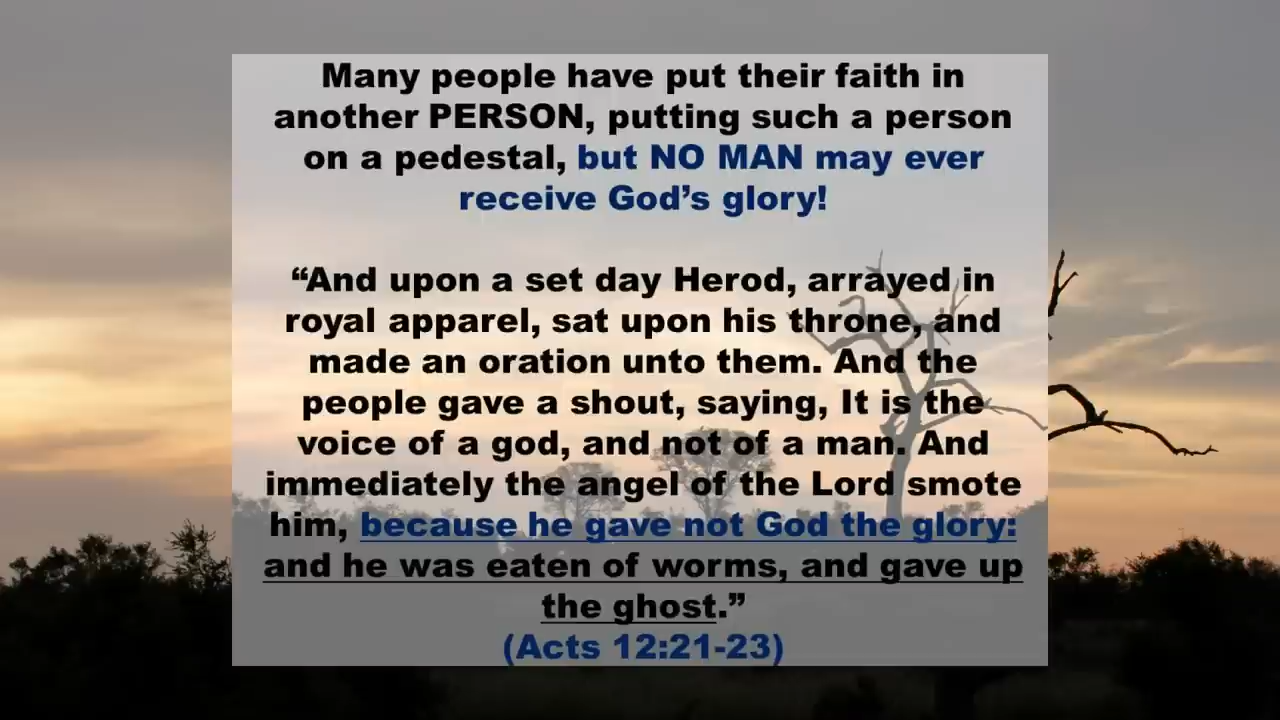 Many people have put their faith in
another PERSON, putting such a person
on a pedestal, but NO MAN may ever
receive God’s glory!
“And upon a set day Herod, arrayed in
royal apparel, sat upon his throne, and
made an oration unto them. And the
people gave a shout, saying, It is the
voice of a god, and not of a man. And
immediately the angel of the Lord smote
him, because he gave not God the glory:
and he was eaten of worms, and gave up
the ghost.”
(Acts 12:21-23)